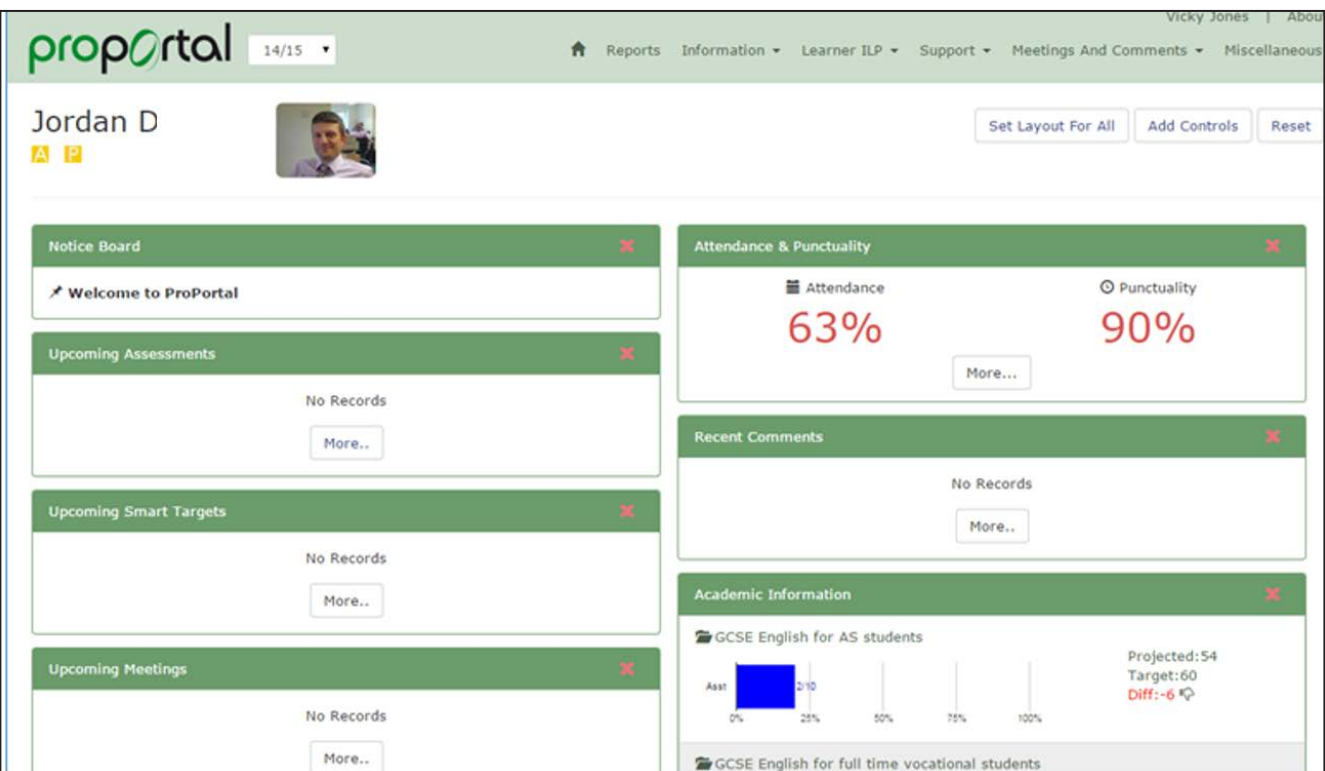 Vicky Jones | Abou
proportal 14/15 Reports Information Learner ILP Support Meetings And Comments Miscellaneous
Jordan D
A P
Set Layout For All Add Controls Reset
Notice Board
Welcome to ProPortal
Upcoming Assessments
No Records
More..
Upcoming Smart Targets
No Records
More..
Upcoming Meetings
No Records
More..
Attendance & Punctuality
Attendance Punctuality
63% 90%
More...
Recent Comments
No Records
More..
Academic Information
GCSE English for AS students
Asst 2/10
0% 25% 50% 75% 100%
Projected:54
Target:60
Diff:-6
GCSE English for full time vocational students